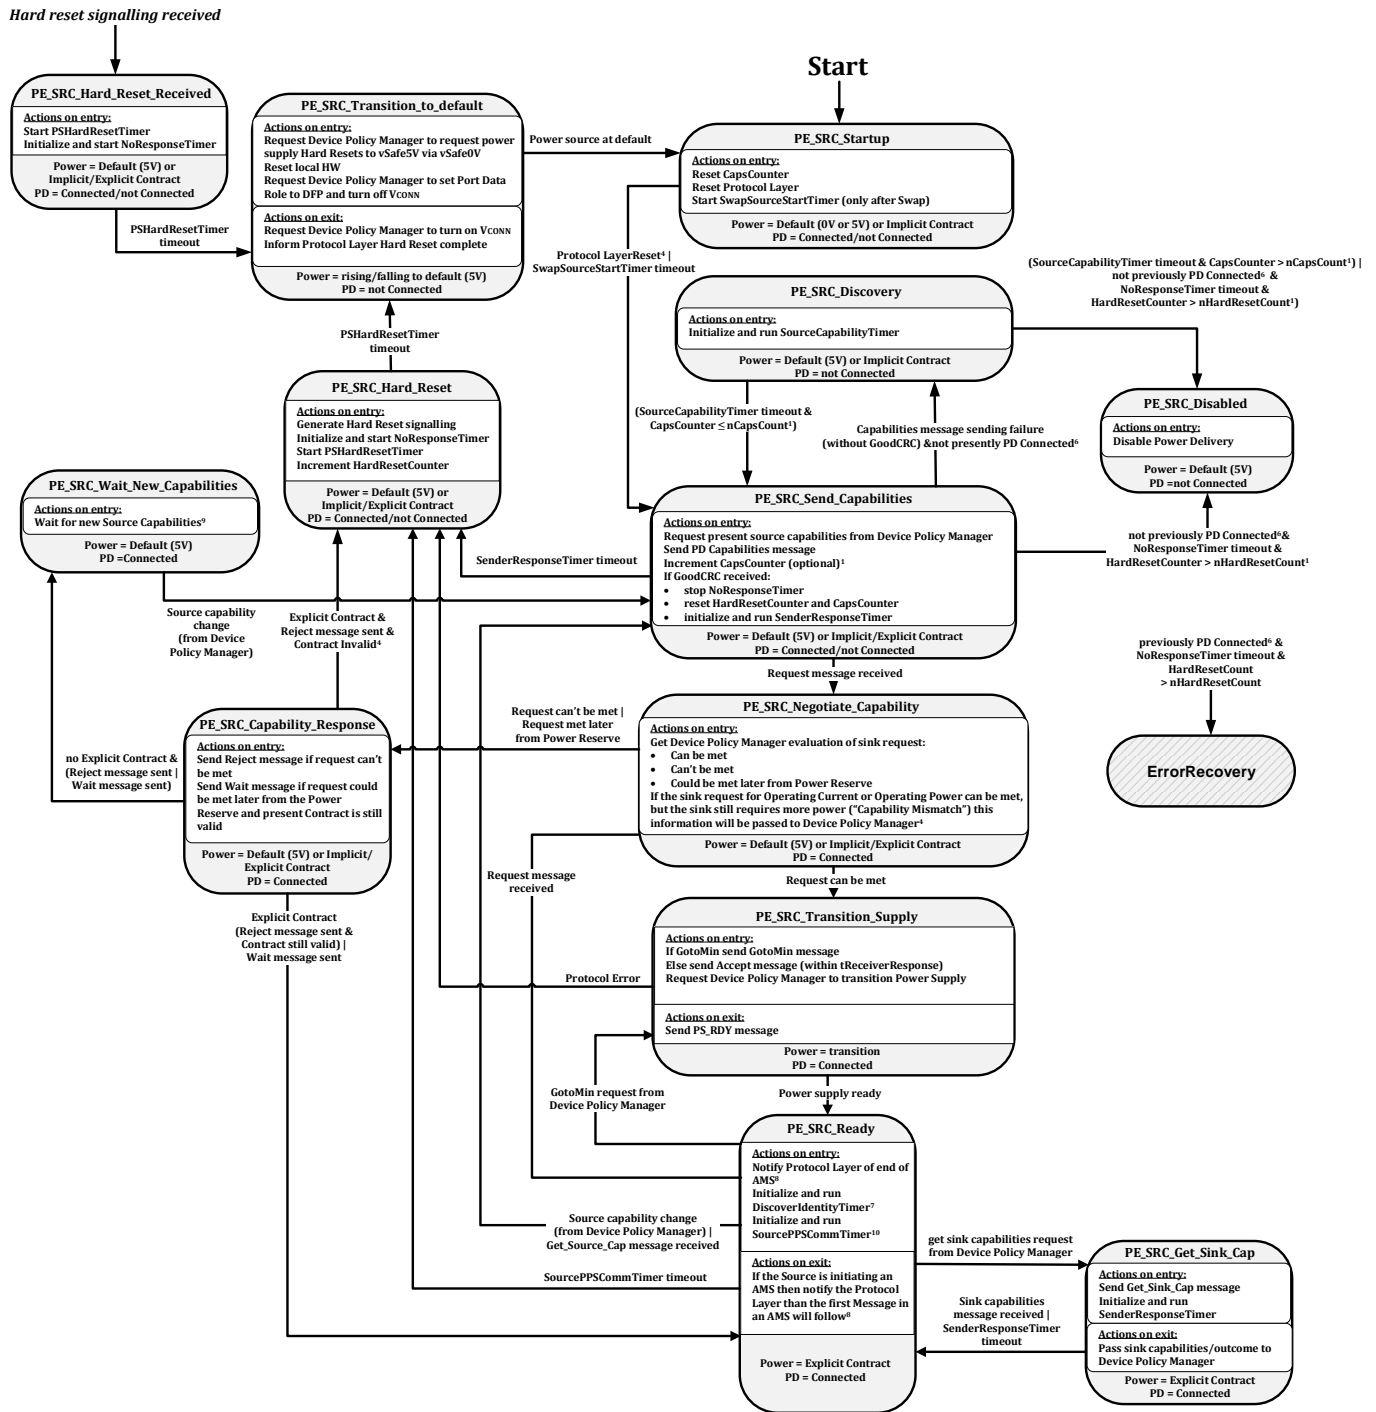 Hard reset signalling received
Start
PE_SRC_Hard_Reset_Received
Actions on entry:
Start PSHardResetTimer
Initialize and start NoResponseTimer
Power = Default (5V) or
Implicit/Explicit Contract
PD = Connected/not Connected
PSHardResetTimer
timeout
PE_SRC_Transition_to_default
Actions on entry:
Request Device Policy Manager to request power
supply Hard Resets to vSafe5V via vSafe0V
Reset local HW
Request Device Policy Manager to set Port Data
Role to DFP and turn off VCONN
Actions on exit:
Request Device Policy Manager to turn on VCONN
Inform Protocol Layer Hard Reset complete
Power = rising/falling to default (5V)
PD = not Connected
Power source at default
PE_SRC_Startup
Actions on entry:
Reset CapsCounter
Reset Protocol Layer
Start SwapSourceStartTimer (only after Swap)
Power = Default (0V or 5V) or Implicit Contract
PD = Connected/not Connected
Protocol LayerReset⁴ |
SwapSourceStartTimer timeout
PE_SRC_Discovery
Actions on entry:
Initialize and run SourceCapabilityTimer
Power = Default (5V) or Implicit Contract
PD = not Connected
(SourceCapabilityTimer timeout & CapsCounter > nCapsCount¹) |
not previously PD Connected⁶ &
NoResponseTimer timeout &
HardResetCounter > nHardResetCount¹)
PSHardResetTimer
timeout
PE_SRC_Hard_Reset
Actions on entry:
Generate Hard Reset signalling
Initialize and start NoResponseTimer
Start PSHardResetTimer
Increment HardResetCounter
Power = Default (5V) or
Implicit/Explicit Contract
PD = Connected/not Connected
(SourceCapabilityTimer timeout &
CapsCounter ≤ nCapsCount¹)
Capabilities message sending failure
(without GoodCRC) &not presently PD Connected⁶
PE_SRC_Disabled
Actions on entry:
Disable Power Delivery
Power = Default (5V)
PD =not Connected
PE_SRC_Wait_New_Capabilities
Actions on entry:
Wait for new Source Capabilities⁹
Power = Default (5V)
PD =Connected
PE_SRC_Send_Capabilities
Actions on entry:
Request present source capabilities from Device Policy Manager
Send PD Capabilities message
Increment CapsCounter (optional)¹
If GoodCRC received:
• stop NoResponseTimer
• reset HardResetCounter and CapsCounter
• initialize and run SenderResponseTimer
Power = Default (5V) or Implicit/Explicit Contract
PD = Connected/not Connected
SenderResponseTimer timeout
not previously PD Connected⁶&
NoResponseTimer timeout &
HardResetCounter > nHardResetCount¹
Source capability
change
(from Device
Policy Manager)
Explicit Contract &
Reject message sent &
Contract Invalid⁴
previously PD Connected⁶ &
NoResponseTimer timeout &
HardResetCount
> nHardResetCount
Request message received
ErrorRecovery
PE_SRC_Negotiate_Capability
Actions on entry:
Get Device Policy Manager evaluation of sink request:
• Can be met
• Can't be met
• Could be met later from Power Reserve
If the sink request for Operating Current or Operating Power can be met,
but the sink still requires more power (“Capability Mismatch”) this
information will be passed to Device Policy Manager⁴
Power = Default (5V) or Implicit/Explicit Contract
PD = Connected
Request can't be met |
Request met later
from Power Reserve
PE_SRC_Capability_Response
Actions on entry:
Send Reject message if request can't
be met
Send Wait message if request could
be met later from the Power
Reserve and present Contract is still
valid
Power = Default (5V) or Implicit/
Explicit Contract
PD = Connected
no Explicit Contract &
(Reject message sent |
Wait message sent)
Request message
received
Request can be met
Explicit Contract
(Reject message sent &
Contract still valid) |
Wait message sent
PE_SRC_Transition_Supply
Actions on entry:
If GotoMin send GotoMin message
Else send Accept message (within tReceiverResponse)
Request Device Policy Manager to transition Power Supply
Actions on exit:
Send PS_RDY message
Power = transition
PD = Connected
Protocol Error
GotoMin request from
Device Policy Manager
Power supply ready
PE_SRC_Ready
Actions on entry:
Notify Protocol Layer of end of
AMS⁸
Initialize and run
DiscoverIdentityTimer⁷
Initialize and run
SourcePPSCommTimer¹⁰
Actions on exit:
If the Source is initiating an
AMS then notify the Protocol
Layer than the first Message in
an AMS will follow⁸
Power = Explicit Contract
PD = Connected
Source capability change
(from Device Policy Manager) |
Get_Source_Cap message received
SourcePPSCommTimer timeout
get sink capabilities request
from Device Policy Manager
Sink capabilities
message received |
SenderResponseTimer
timeout
PE_SRC_Get_Sink_Cap
Actions on entry:
Send Get_Sink_Cap message
Initialize and run
SenderResponseTimer
Actions on exit:
Pass sink capabilities/outcome to
Device Policy Manager
Power = Explicit Contract
PD = Connected